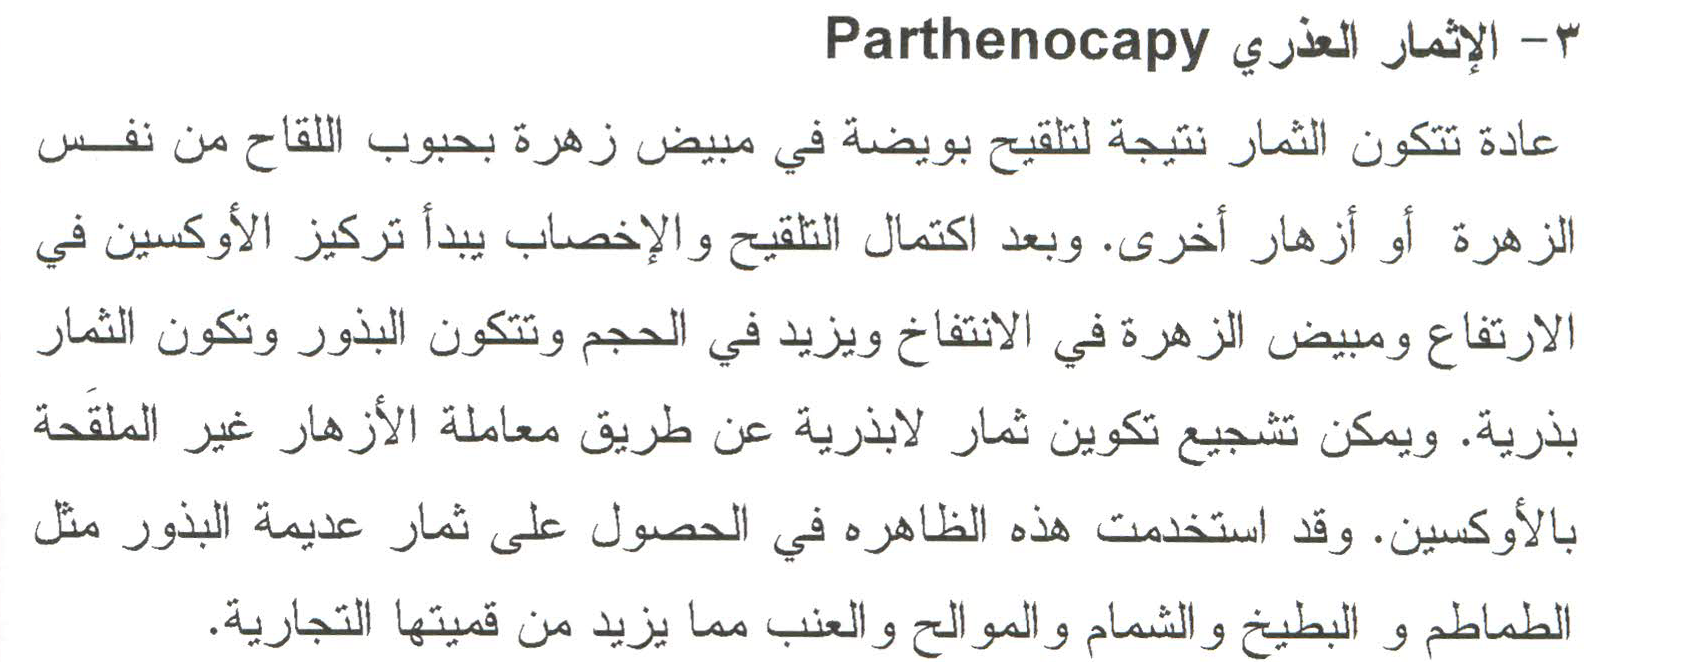 ٣- الإثمار العذري Parthenocapy
عادة تتكون الثمار نتيجة لتلقيح بويضة في مبيض زهرة بحبوب اللقاح من نفس
الزهرة أو أزهار أخرى. وبعد اكتمال التلقيح والإخصاب يبدأ تركيز الأوكسين في
الارتفاع ومبيض الزهرة في الانتفاخ ويزيد في الحجم وتتكون البذور وتكون الثمار
بذرية. ويمكن تشجيع تكوين ثمار لابذرية عن طريق معاملة الأزهار غير الملقَحة
بالأوكسين. وقد استخدمت هذه الظاهره في الحصول على ثمار عديمة البذور مثل
الطماطم و البطيخ والشمام والموالح والعنب مما يزيد من قميتها التجارية.